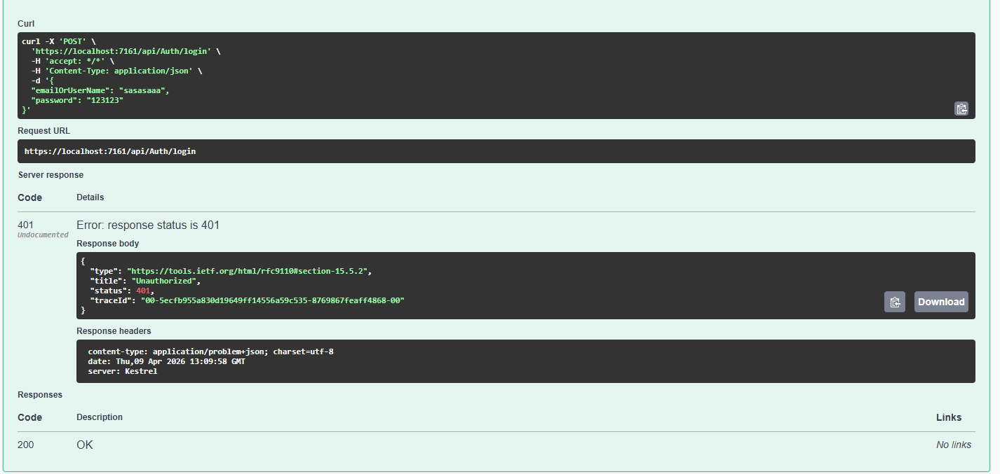 Curl
curl -X 'POST' \
  'https://localhost:7161/api/Auth/login' \
  -H 'accept: */*' \
  -H 'Content-Type: application/json' \
  -d '{
  "emailOrUserName": "sasasaaa",
  "password": "123123"
}'
Request URL
https://localhost:7161/api/Auth/login
Server response
Code Details
401 Error: response status is 401
Undocumented
Response body
{
  "type": "https://tools.ietf.org/html/rfc9110#section-15.5.2",
  "title": "Unauthorized",
  "status": 401,
  "traceId": "00-5ecfb955a830d19649ff14556a59c535-8769867feaff4868-00"
}
Download
Response headers
content-type: application/problem+json; charset=utf-8
date: Thu,09 Apr 2026 13:09:58 GMT
server: Kestrel
Responses
Code Description Links
200 OK No links